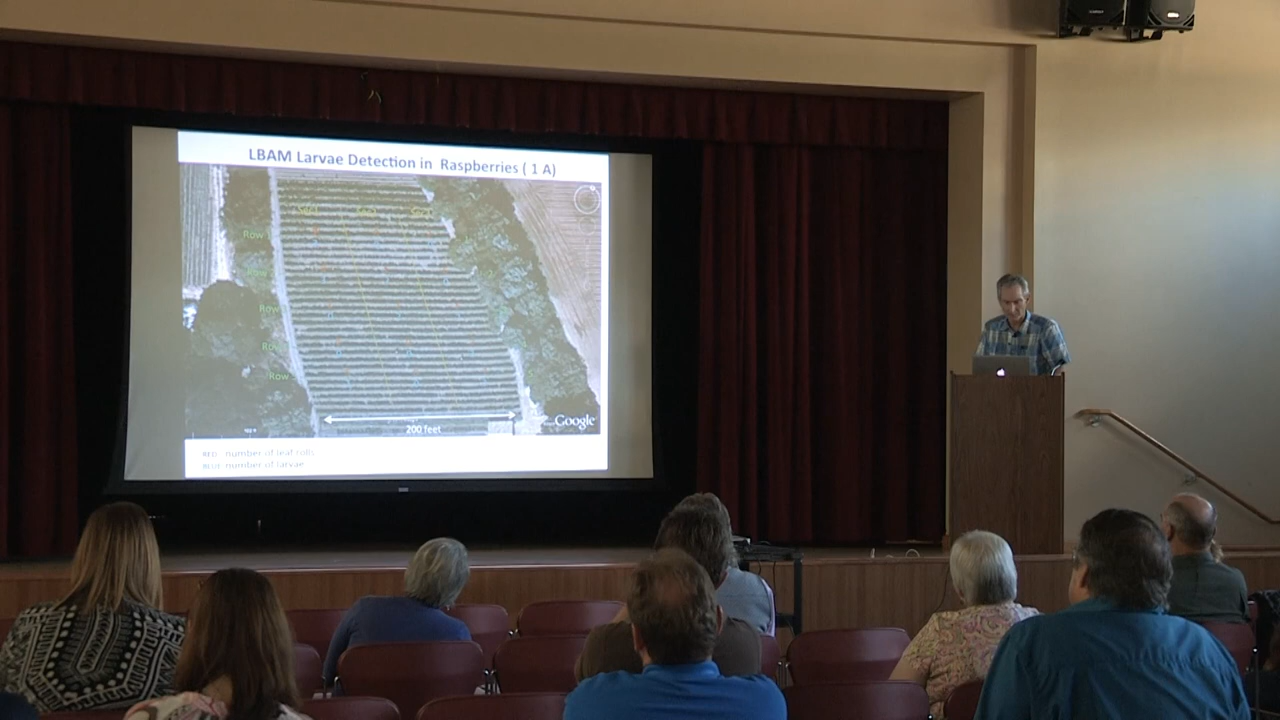 LBAM Larvae Detection in Raspberries ( 1 A)
Row
Row
Row
Row
Row
200 feet
Google
RED: number of leaf rolls
BLUE: number of larvae